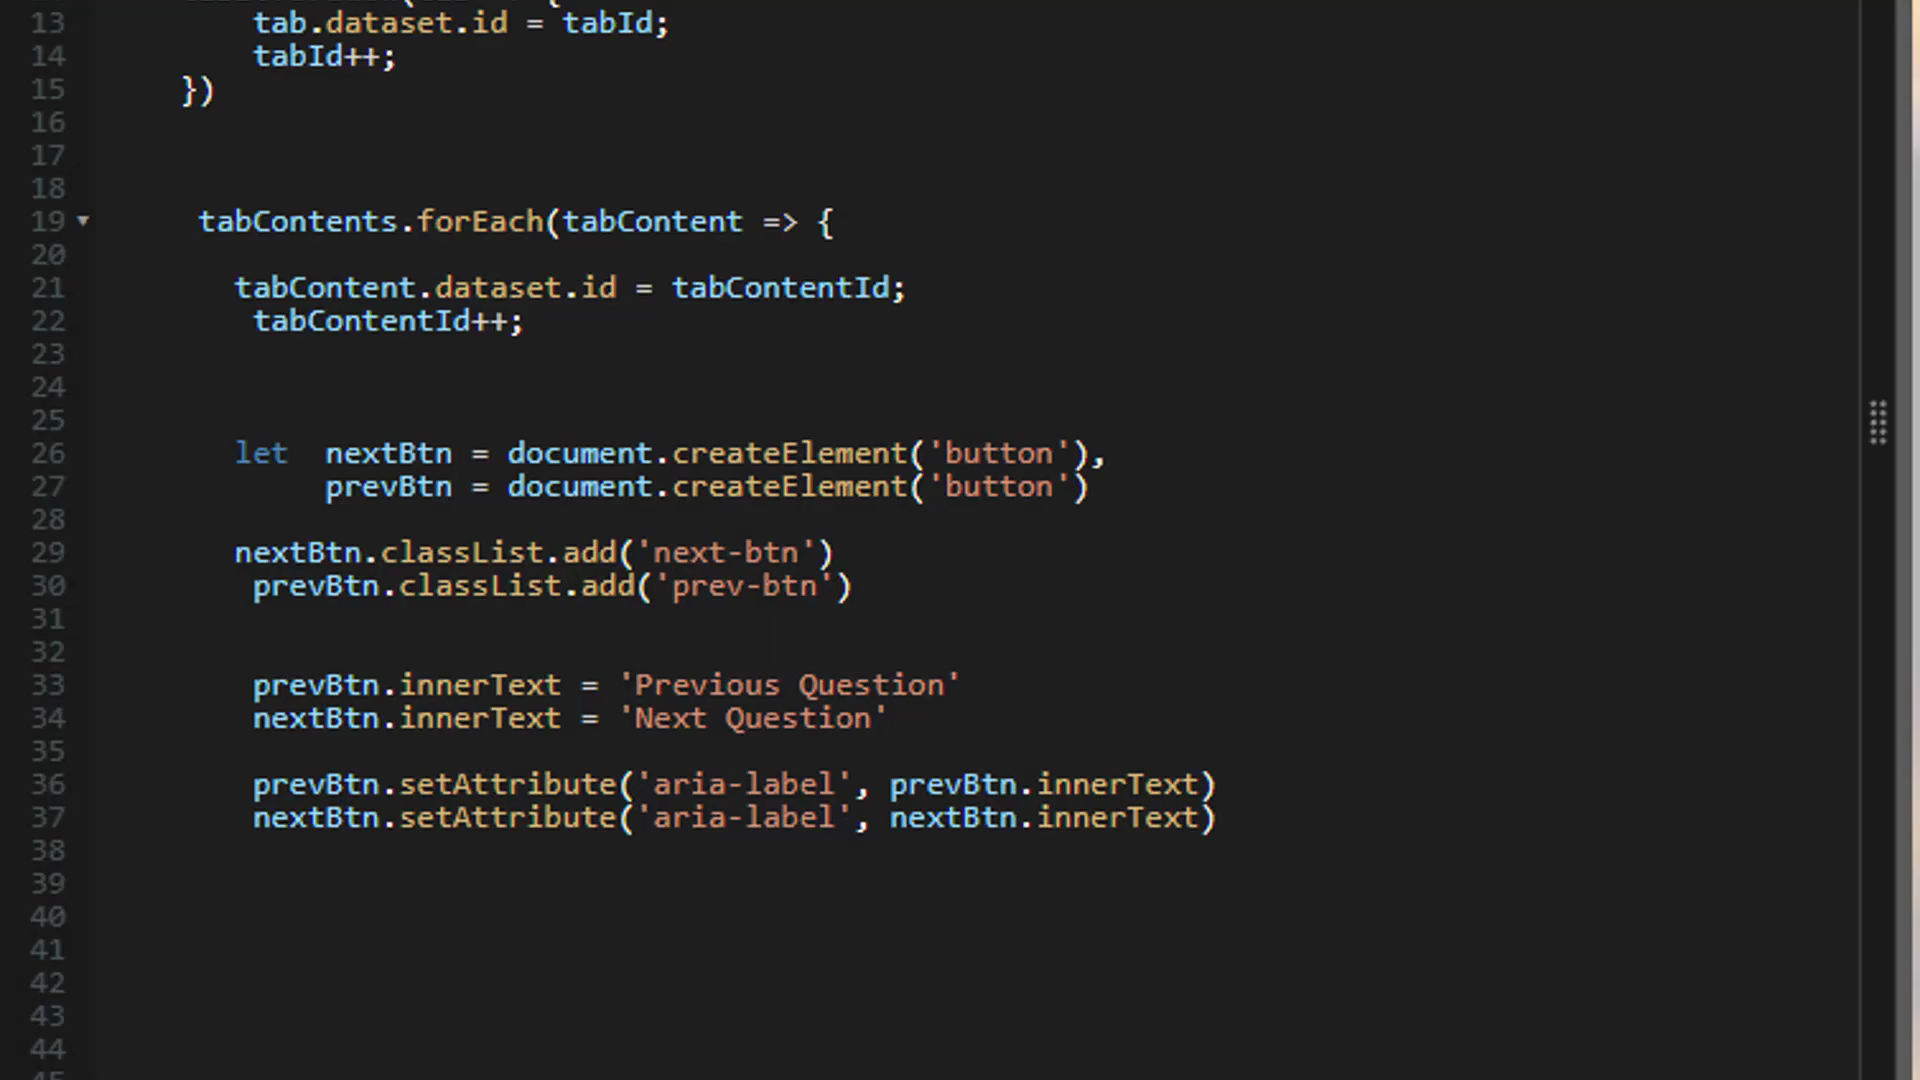 13 tab.dataset.id = tabId;
14 tabId++;
15 })
16
17
18
19 tabContents.forEach(tabContent => {
20
21 tabContent.dataset.id = tabContentId;
22 tabContentId++;
23
24
25
26 let  nextBtn = document.createElement('button'),
27 prevBtn = document.createElement('button')
28
29 nextBtn.classList.add('next-btn')
30 prevBtn.classList.add('prev-btn')
31
32
33 prevBtn.innerText = 'Previous Question'
34 nextBtn.innerText = 'Next Question'
35
36 prevBtn.setAttribute('aria-label', prevBtn.innerText)
37 nextBtn.setAttribute('aria-label', nextBtn.innerText)
38
39
40
41
42
43
44